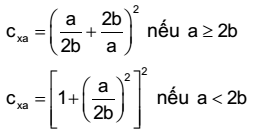 c_xa = (a/2b + 2b/a)² nếu a ≥ 2b
c_xa = [1+(a/2b)²]² nếu a < 2b